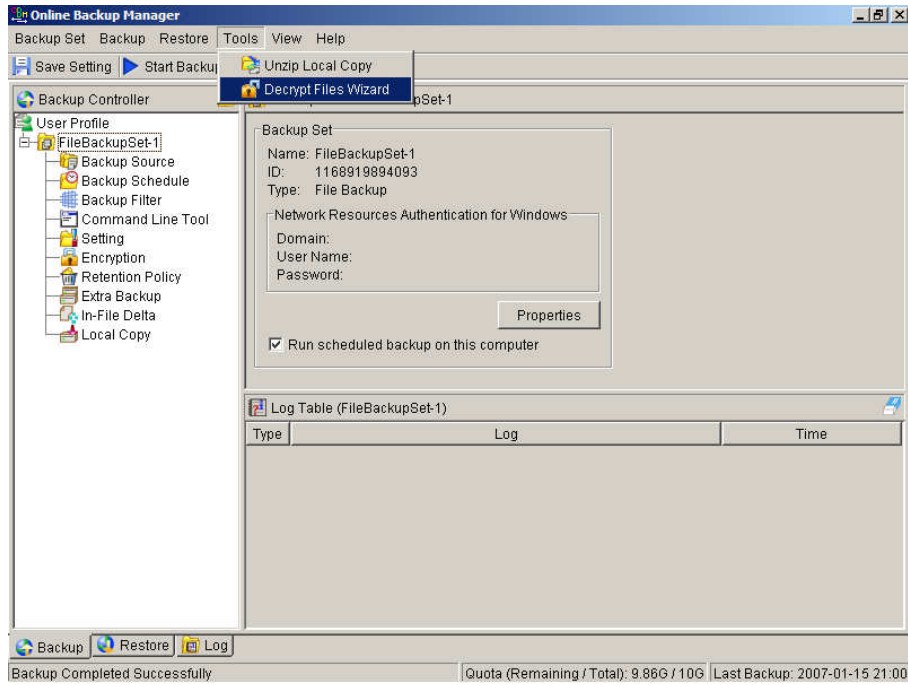 Online Backup Manager
Backup Set Backup Restore Tools View Help
Save Setting Start Backu
Unzip Local Copy
Decrypt Files Wizard
Backup Controller
pSet-1
User Profile
FileBackupSet-1
Backup Source
Backup Schedule
Backup Filter
Command Line Tool
Setting
Encryption
Retention Policy
Extra Backup
In-File Delta
Local Copy
Backup Set
Name: FileBackupSet-1
ID: 1168919894093
Type: File Backup
Network Resources Authentication for Windows
Domain:
User Name:
Password:
Properties
Run scheduled backup on this computer
Log Table (FileBackupSet-1)
Type Log Time
Backup Restore Log
Backup Completed Successfully Quota (Remaining / Total): 9.86G / 10G Last Backup: 2007-01-15 21:00